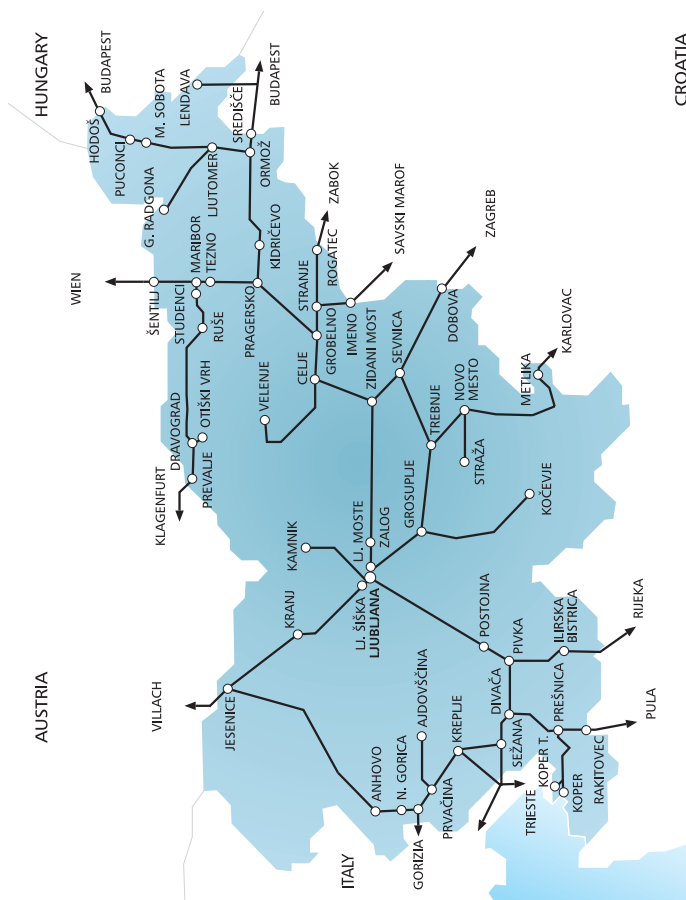 HUNGARY
CROATIA
AUSTRIA
ITALY
BUDAPEST
HODOŠ
PUCONCI
M. SOBOTA
LENDAVA
SREDIŠČE
BUDAPEST
G. RADGONA
LJUTOMER
ORMOŽ
WIEN
ŠENTILJ
STUDENCI
MARIBOR
TEZNO
RUŠE
KIDRIČEVO
PRAGERSKO
STRANJE
ROGATEC
ZABOK
SAVSKI MAROF
GROBELNO
IMENO
CELJE
VELENJE
ZIDANI MOST
SEVNICA
DOBOVA
ZAGREB
KLAGENFURT
DRAVOGRAD
PREVALJE
OTIŠKI VRH
TREBNJE
NOVO
MESTO
STRAŽA
METLIKA
KARLOVAC
GROSUPLJE
KOČEVJE
KAMNIK
LJ. MOSTE
ZALOG
LJ. ŠIŠKA
LJUBLJANA
KRANJ
VILLACH
JESENICE
POSTOJNA
PIVKA
ILIRSKA
BISTRICA
RIJEKA
DIVAČA
PREŠNICA
PULA
RAKITOVEC
KOPER T.
KOPER
SEŽANA
TRIESTE
KREPLJE
AJDOVŠČINA
PRVAČINA
ANHOVO
N. GORICA
GORIZIA